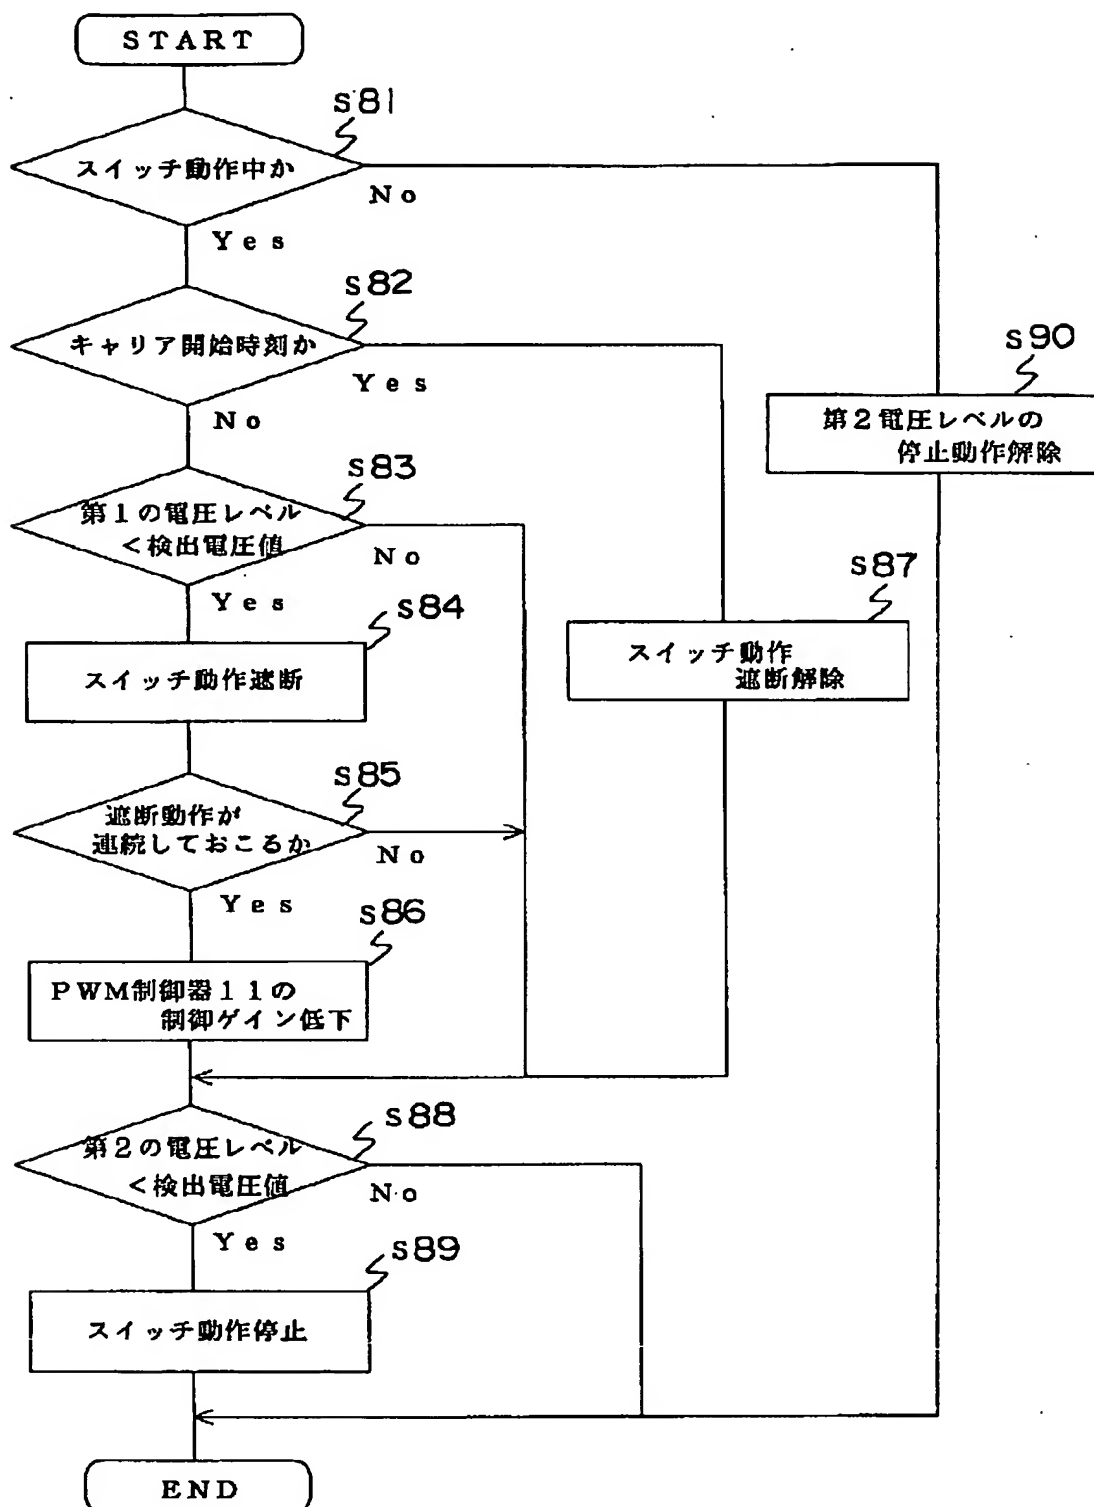 START
S81
スイッチ動作中か
No
Yes
S82
キャリア開始時刻か
Yes
No
S90
第2電圧レベルの
停止動作解除
S83
第1の電圧レベル
<検出電圧値
No
Yes
S87
スイッチ動作
遮断解除
S84
スイッチ動作遮断
S85
遮断動作が
連続しておこるか
No
Yes
S86
PWM制御器11の
制御ゲイン低下
S88
第2の電圧レベル
<検出電圧値
No
Yes
S89
スイッチ動作停止
END